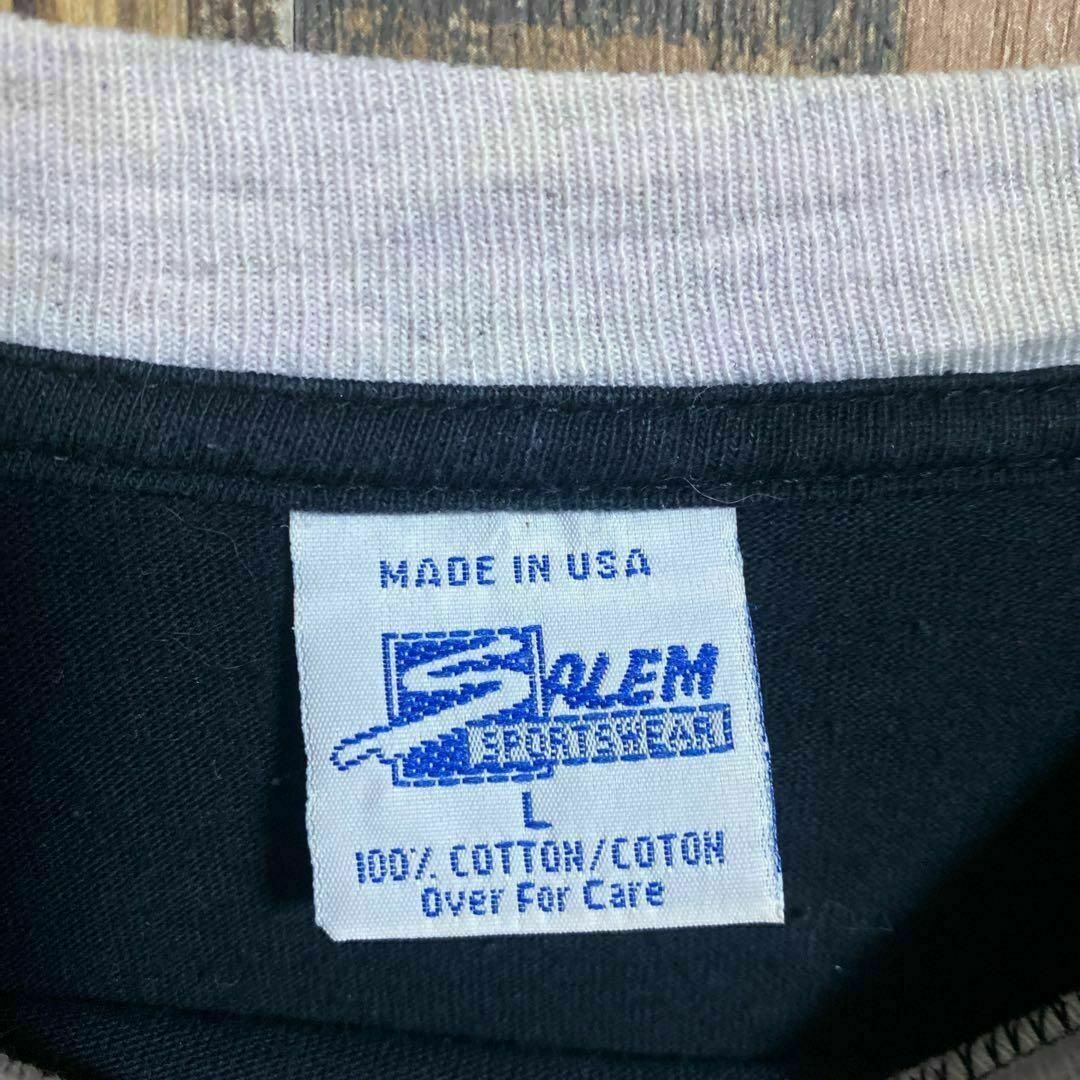 MADE IN USA
SALEM
SPORTSWEAR
L
100% COTTON/COTON
Over For Care